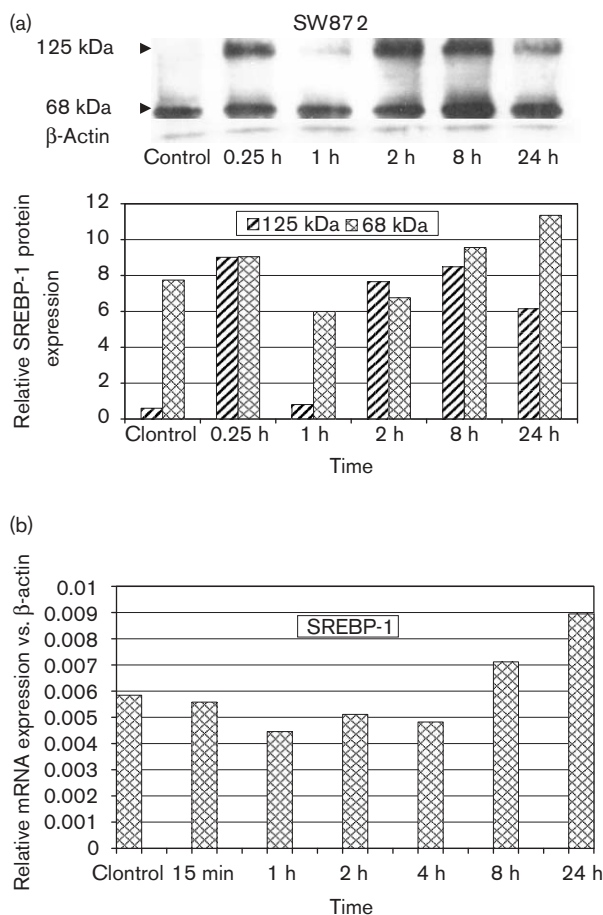 (a)
SW872
125 kDa
68 kDa
β-Actin
Control 0.25 h 1 h 2 h 8 h 24 h
Relative SREBP-1 protein
expression
12
10
8
6
4
2
0
125 kDa 68 kDa
Clontrol 0.25 h 1 h 2 h 8 h 24 h
Time
(b)
Relative mRNA expression vs. β-actin
0.01
0.009
0.008
0.007
0.006
0.005
0.004
0.003
0.002
0.001
0
SREBP-1
Clontrol 15 min 1 h 2 h 4 h 8 h 24 h
Time